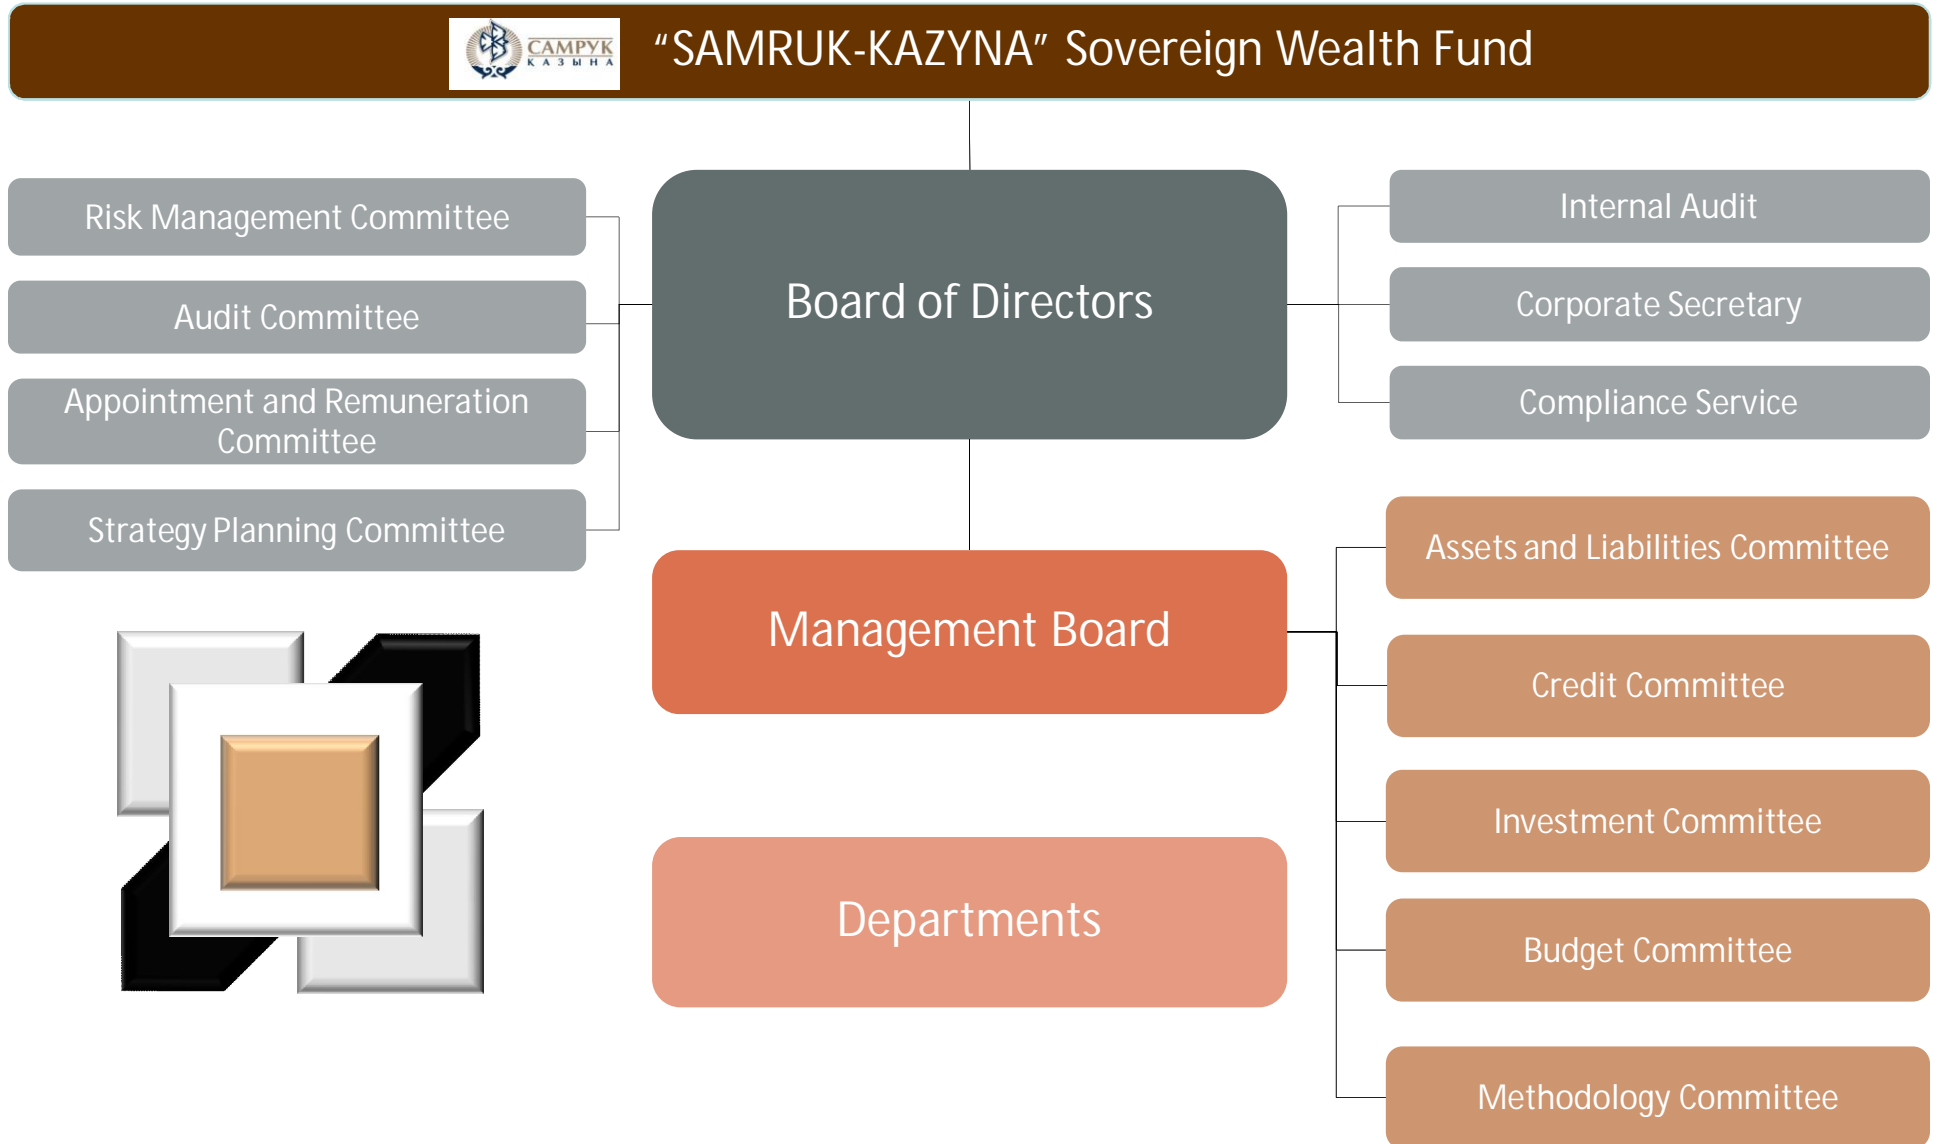 САМРУК
ҚАЗЫНА
“SAMRUK-KAZYNA” Sovereign Wealth Fund
Risk Management Committee
Audit Committee
Appointment and Remuneration
Committee
Strategy Planning Committee
Board of Directors
Internal Audit
Corporate Secretary
Compliance Service
Management Board
Assets and Liabilities Committee
Credit Committee
Investment Committee
Budget Committee
Methodology Committee
Departments